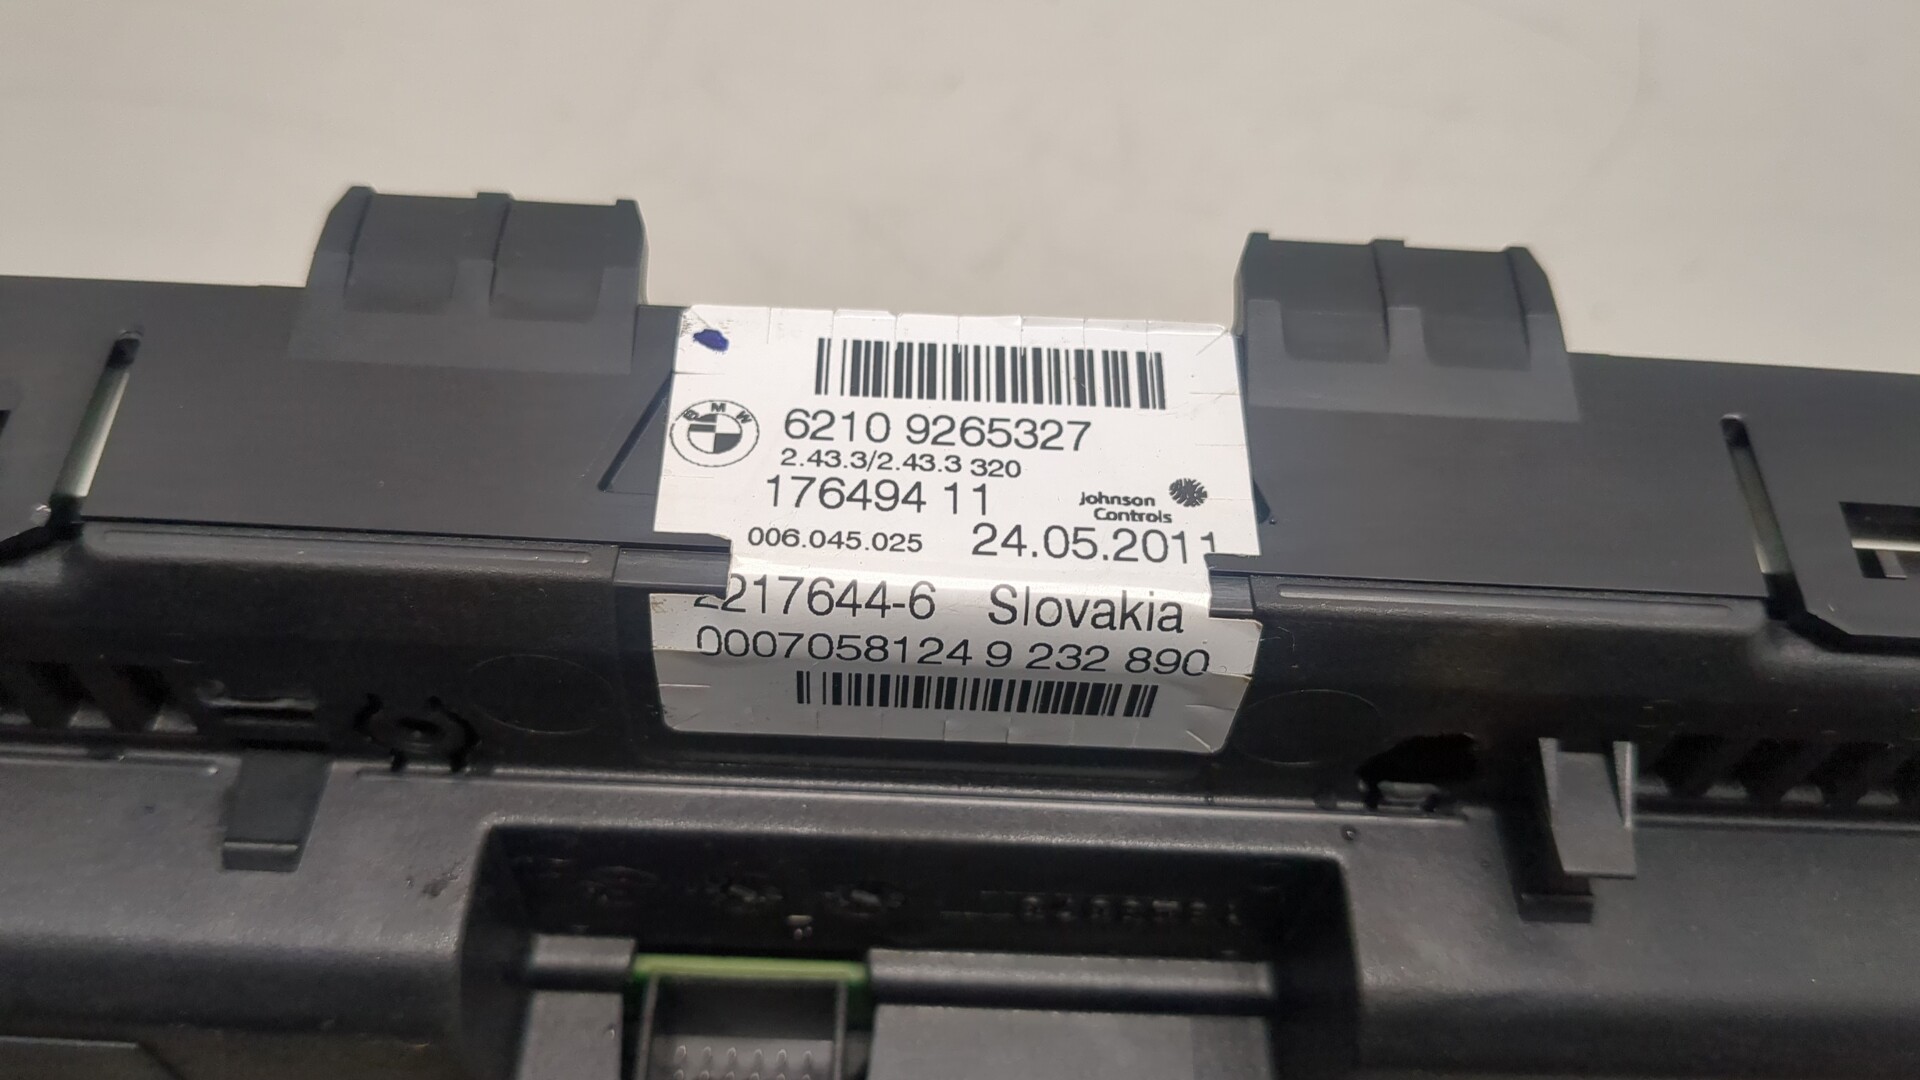 BMW
6210 9265327
2.43.3/2.43.3 320
176494 11
Johnson
Controls
006.045.025 24.05.2011
2217644-6 Slovakia
0007058124 9 232 890